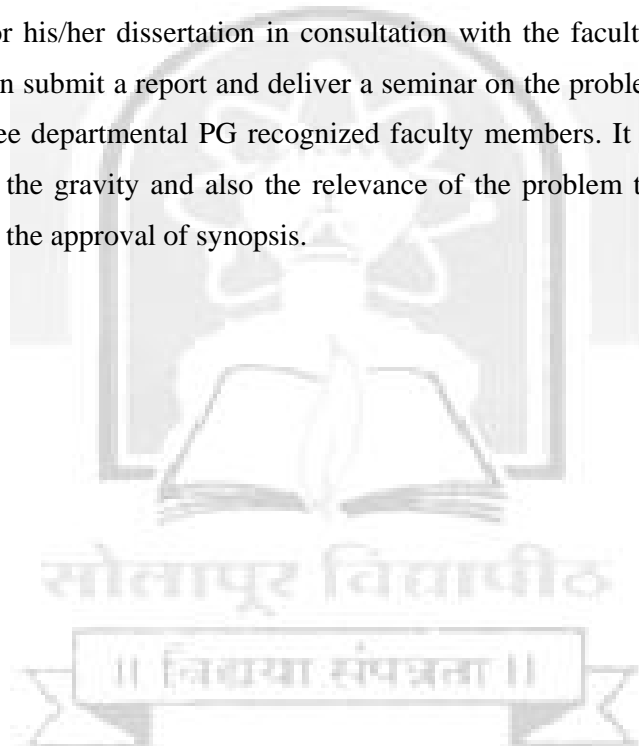 or his/her dissertation in consultation with the facult
n submit a report and deliver a seminar on the proble
ee departmental PG recognized faculty members. It
the gravity and also the relevance of the problem t
the approval of synopsis.
सोलापूर विद्यापीठ
॥ विद्यया संपन्नता ॥